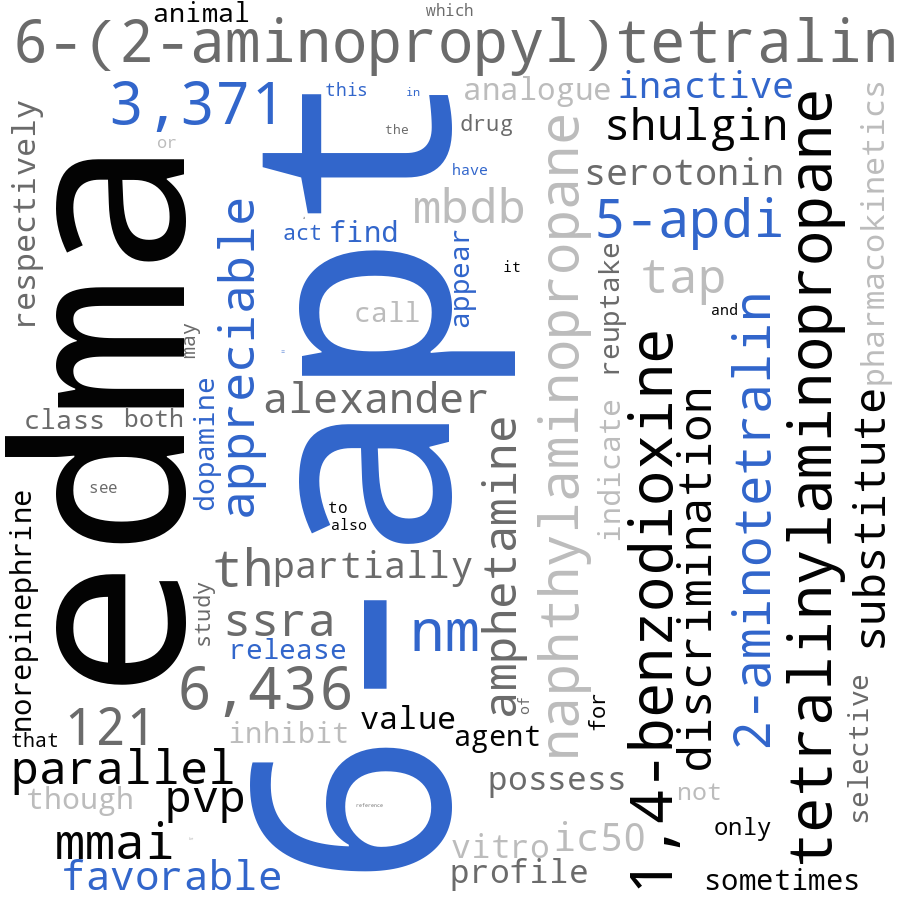 animal
which
6-(2-aminopropyl)tetralin
3,371
this
in
analogue
inactive
the
drug
shulgin
or
respectively
edma
6-apt
have
serotonin
mbdb
5-apdi
act
find
appear
it
tap
reuptake
naphthylaminopropane
pharmacokinetics
tetralinylaminopropane
and
call
may
appreciable
alexander
class
both
dopamine
see
to
also
amphetamine
indicate
1,4-benzodioxine
discrimination
2-aminotetralin
substitute
norepinephrine
th
partially
study
ssra
nm
release
6,436
121
of
for
value
inhibit
agent
that
parallel
possess
selective
though
pvp
reference
not
only
mmai
vitro
ic50
favorable
profile
sometimes